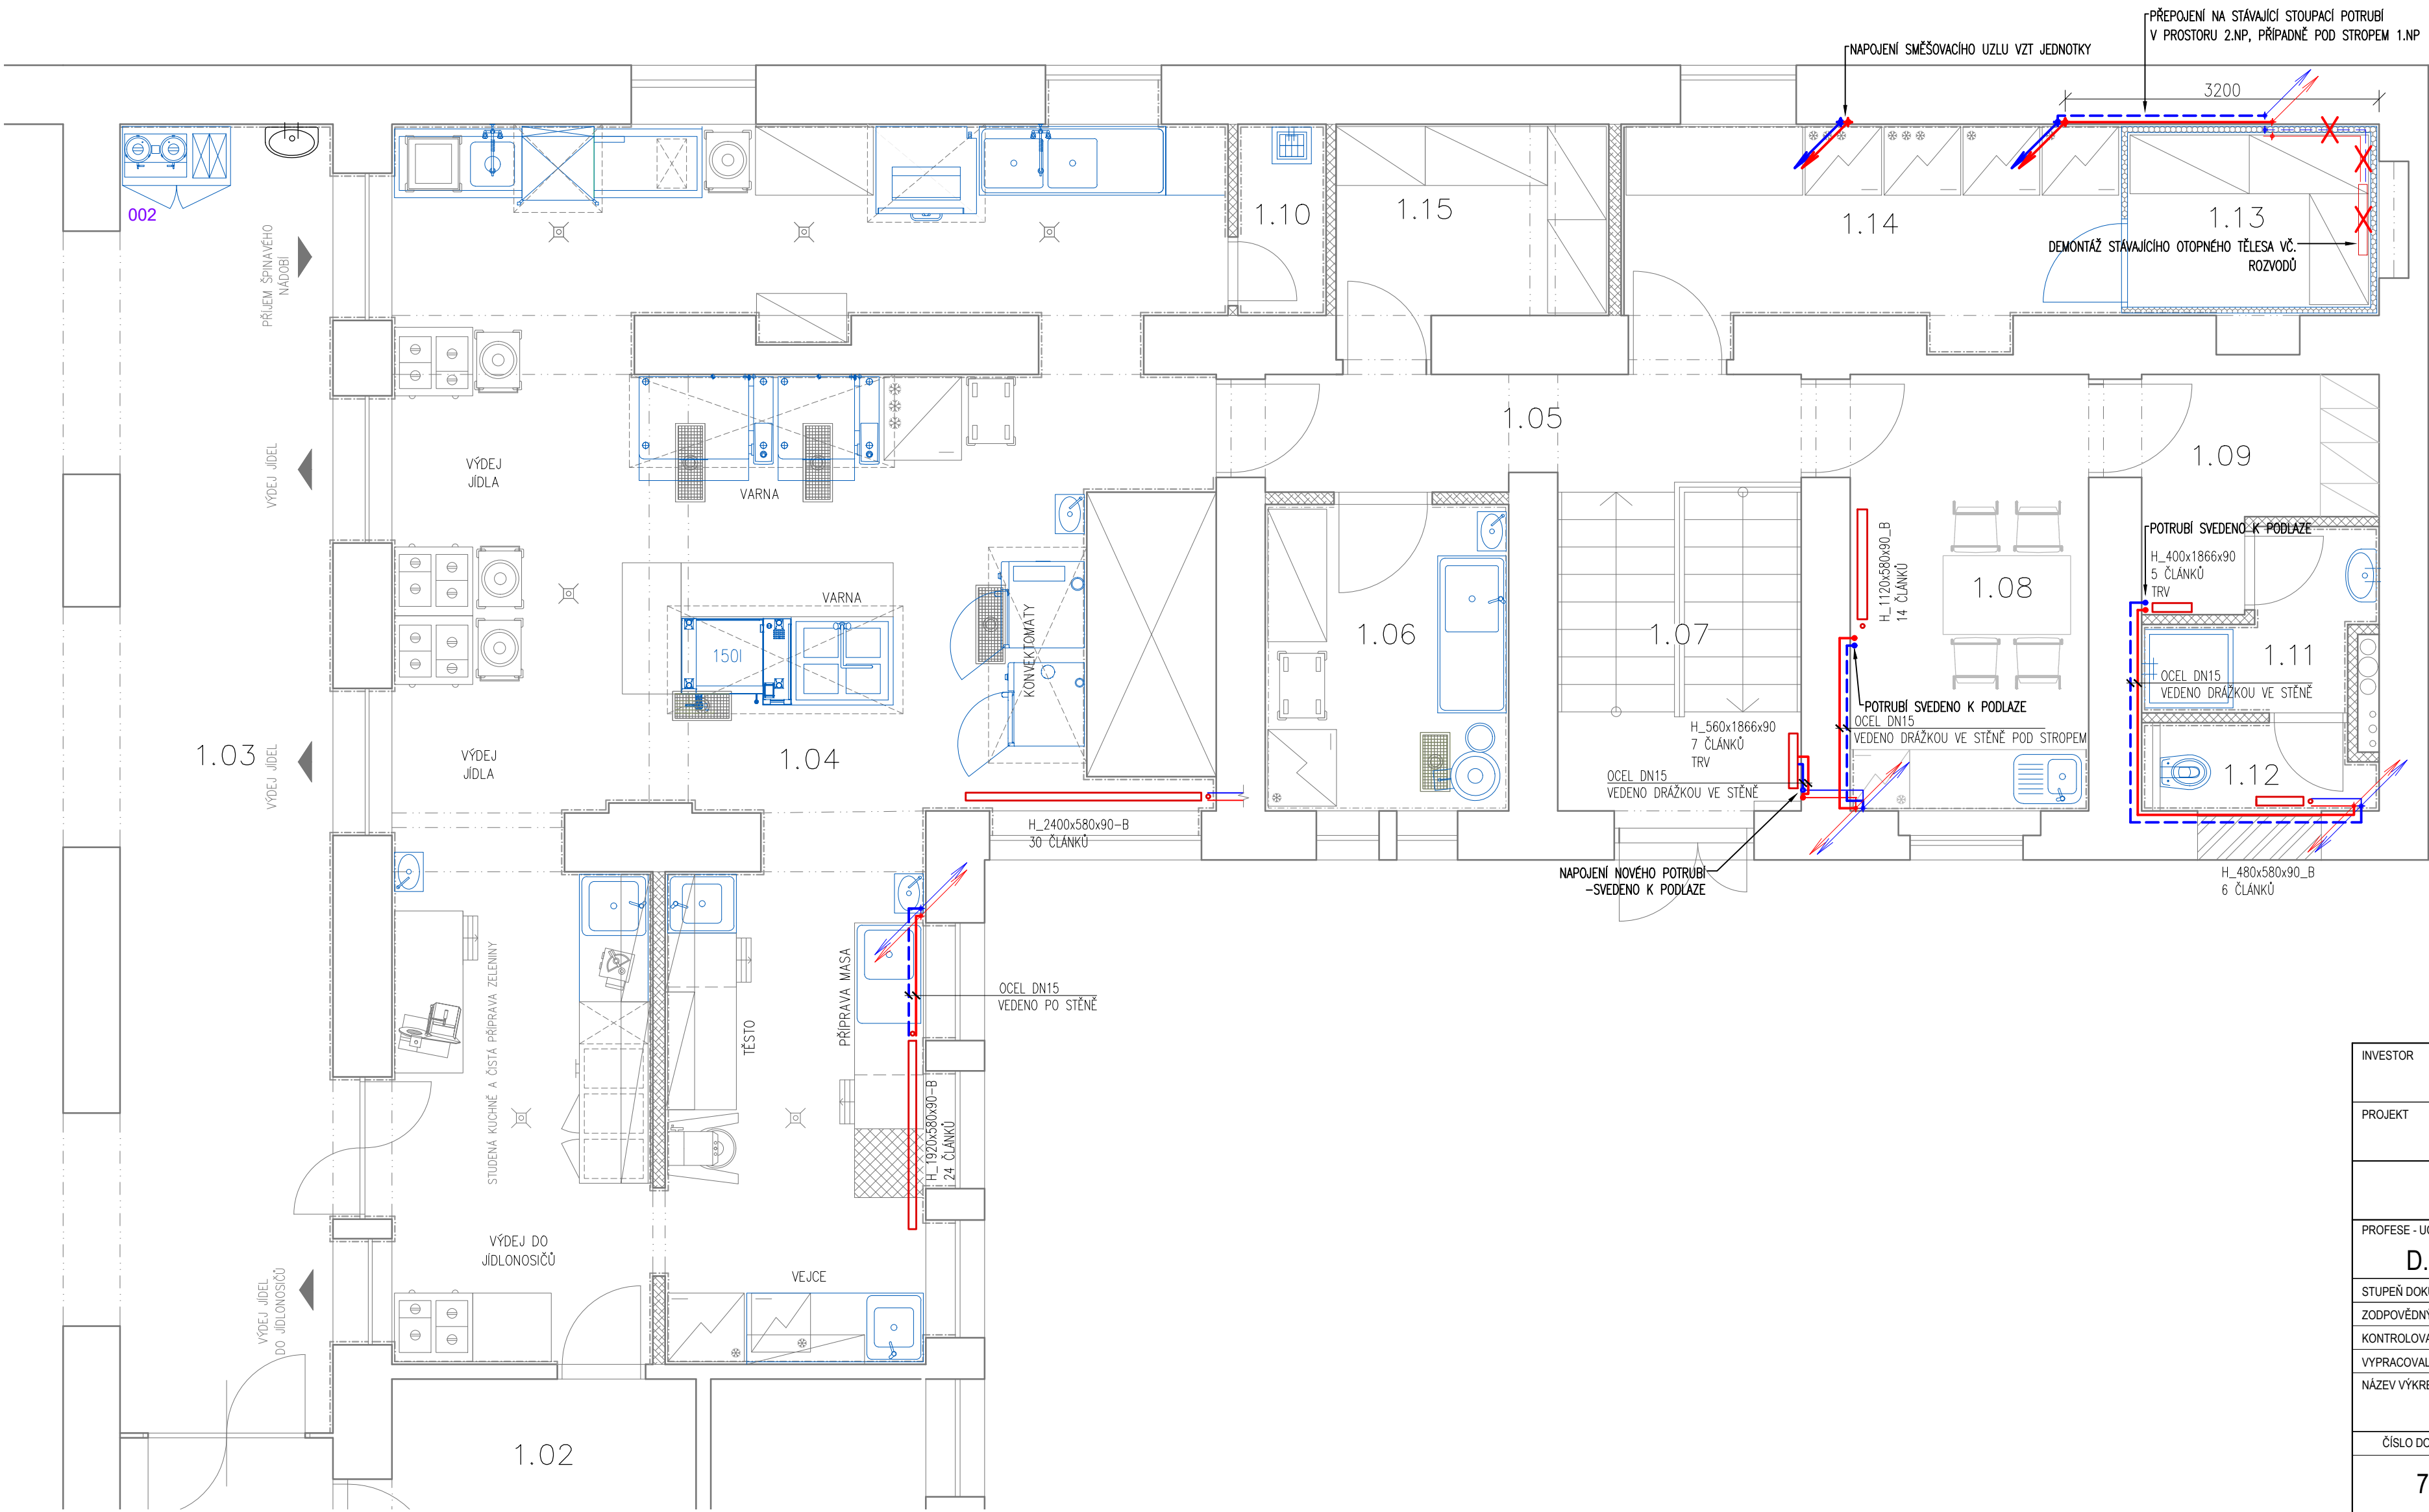 PŘEPOJENÍ NA STÁVAJÍCÍ STOUPACÍ POTRUBÍ
V PROSTORU 2.NP, PŘÍPADNĚ POD STROPEM 1.NP
NAPOJENÍ SMĚŠOVACÍHO UZLU VZT JEDNOTKY
3200
002
PŘÍJEM ŠPINAVÉHO
NÁDOBÍ
1.10
1.15
1.14
1.13
DEMONTÁŽ STÁVAJÍCÍHO OTOPNÉHO TĚLESA VČ.
ROZVODŮ
1.05
1.09
VÝDEJ JÍDEL
VÝDEJ
JÍDLA
VARNA
POTRUBÍ SVEDENO K PODLAZE
H_400x1866x90
5 ČLÁNKŮ
TRV
H_1120x580x90_B
14 ČLÁNKŮ
1.08
VARNA
150l
KONVEKTOMATY
1.06
1.07
1.11
OCEL DN15
VEDENO DRÁŽKOU VE STĚNĚ
POTRUBÍ SVEDENO K PODLAZE
OCEL DN15
VEDENO DRÁŽKOU VE STĚNĚ POD STROPEM
H_560x1866x90
7 ČLÁNKŮ
TRV
OCEL DN15
VEDENO DRÁŽKOU VE STĚNĚ
1.03
VÝDEJ JÍDEL
VÝDEJ
JÍDLA
1.04
1.12
H_2400x580x90-B
30 ČLÁNKŮ
NAPOJENÍ NOVÉHO POTRUBÍ
-SVEDENO K PODLAZE
H_480x580x90_B
6 ČLÁNKŮ
STUDENÁ KUCHNĚ A ČISTÁ PŘÍPRAVA ZELENINY
TĚSTO
PŘÍPRAVA MASA
OCEL DN15
VEDENO PO STĚNĚ
H_1920x580x90-B
24 ČLÁNKŮ
VÝDEJ DO
JÍDLONOSIČŮ
VEJCE
VÝDEJ JÍDEL
DO JÍDLONOSIČŮ
1.02
INVESTOR
PROJEKT
PROFESE - 
D.
STUPEŇ
NÁZEV
ČÍSLO
7